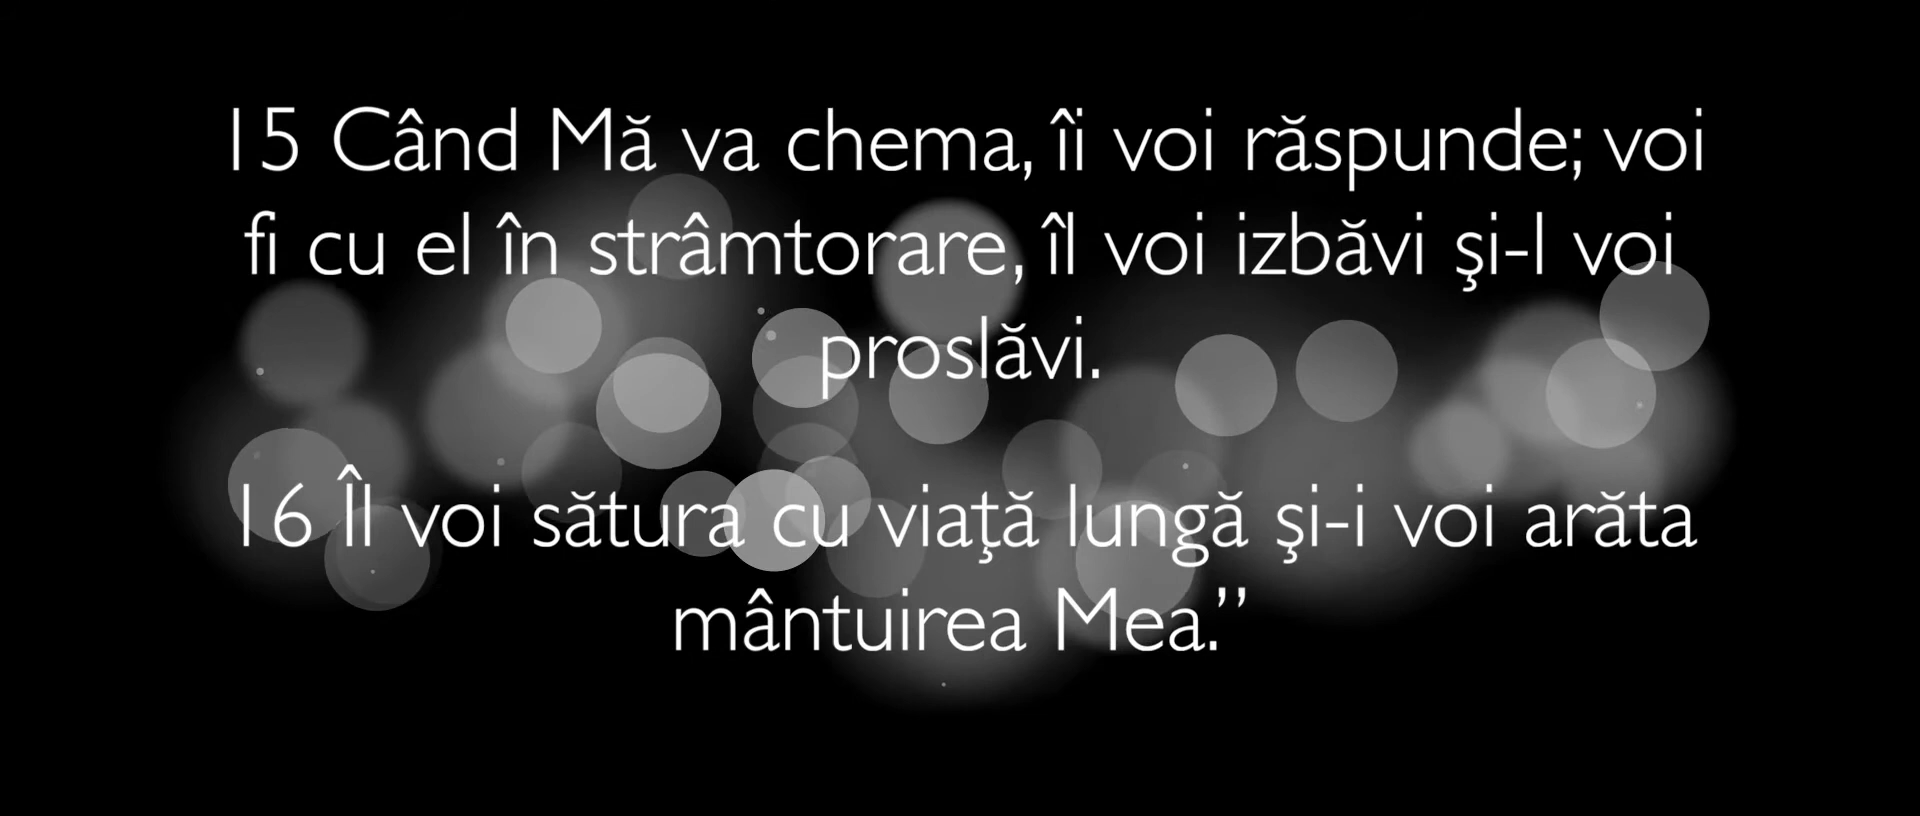 15 Când Mă va chema, îi voi răspunde; voi
fi cu el în strâmtorare, îl voi izbăvi şi-l voi
proslăvi.
16 Îl voi sătura cu viaţă lungă şi-i voi arăta
mântuirea Mea.”